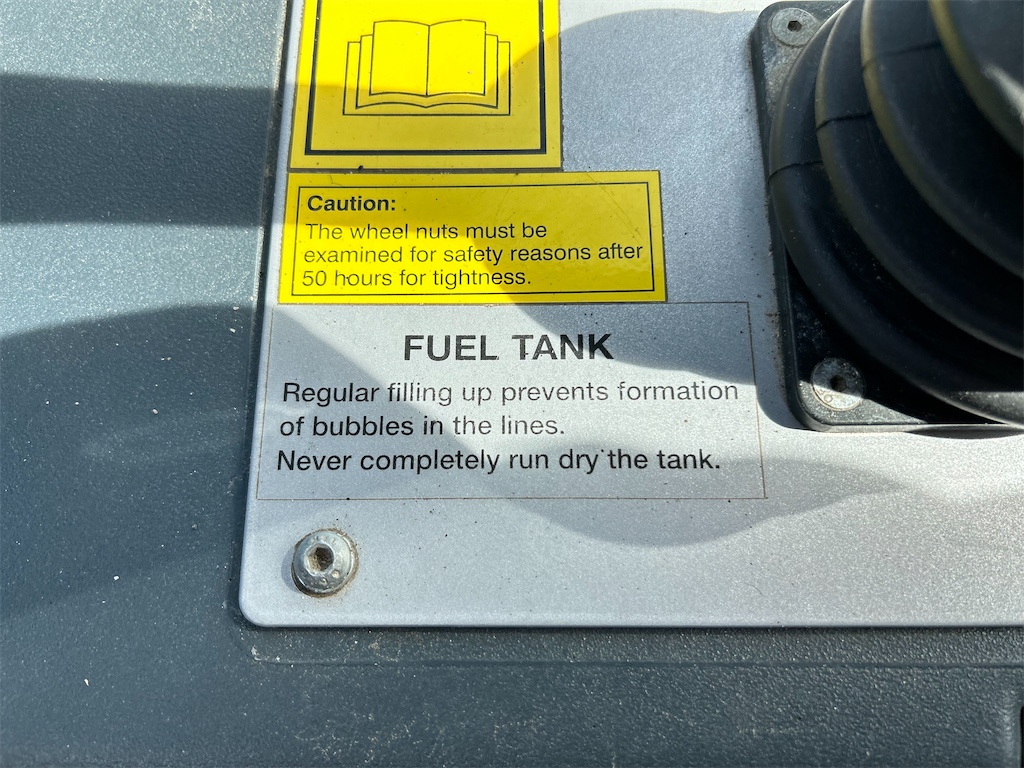 Caution:
The wheel nuts must be
examined for safety reasons after
50 hours for tightness.
FUEL TANK
Regular filling up prevents formation
of bubbles in the lines.
Never completely run dry the tank.